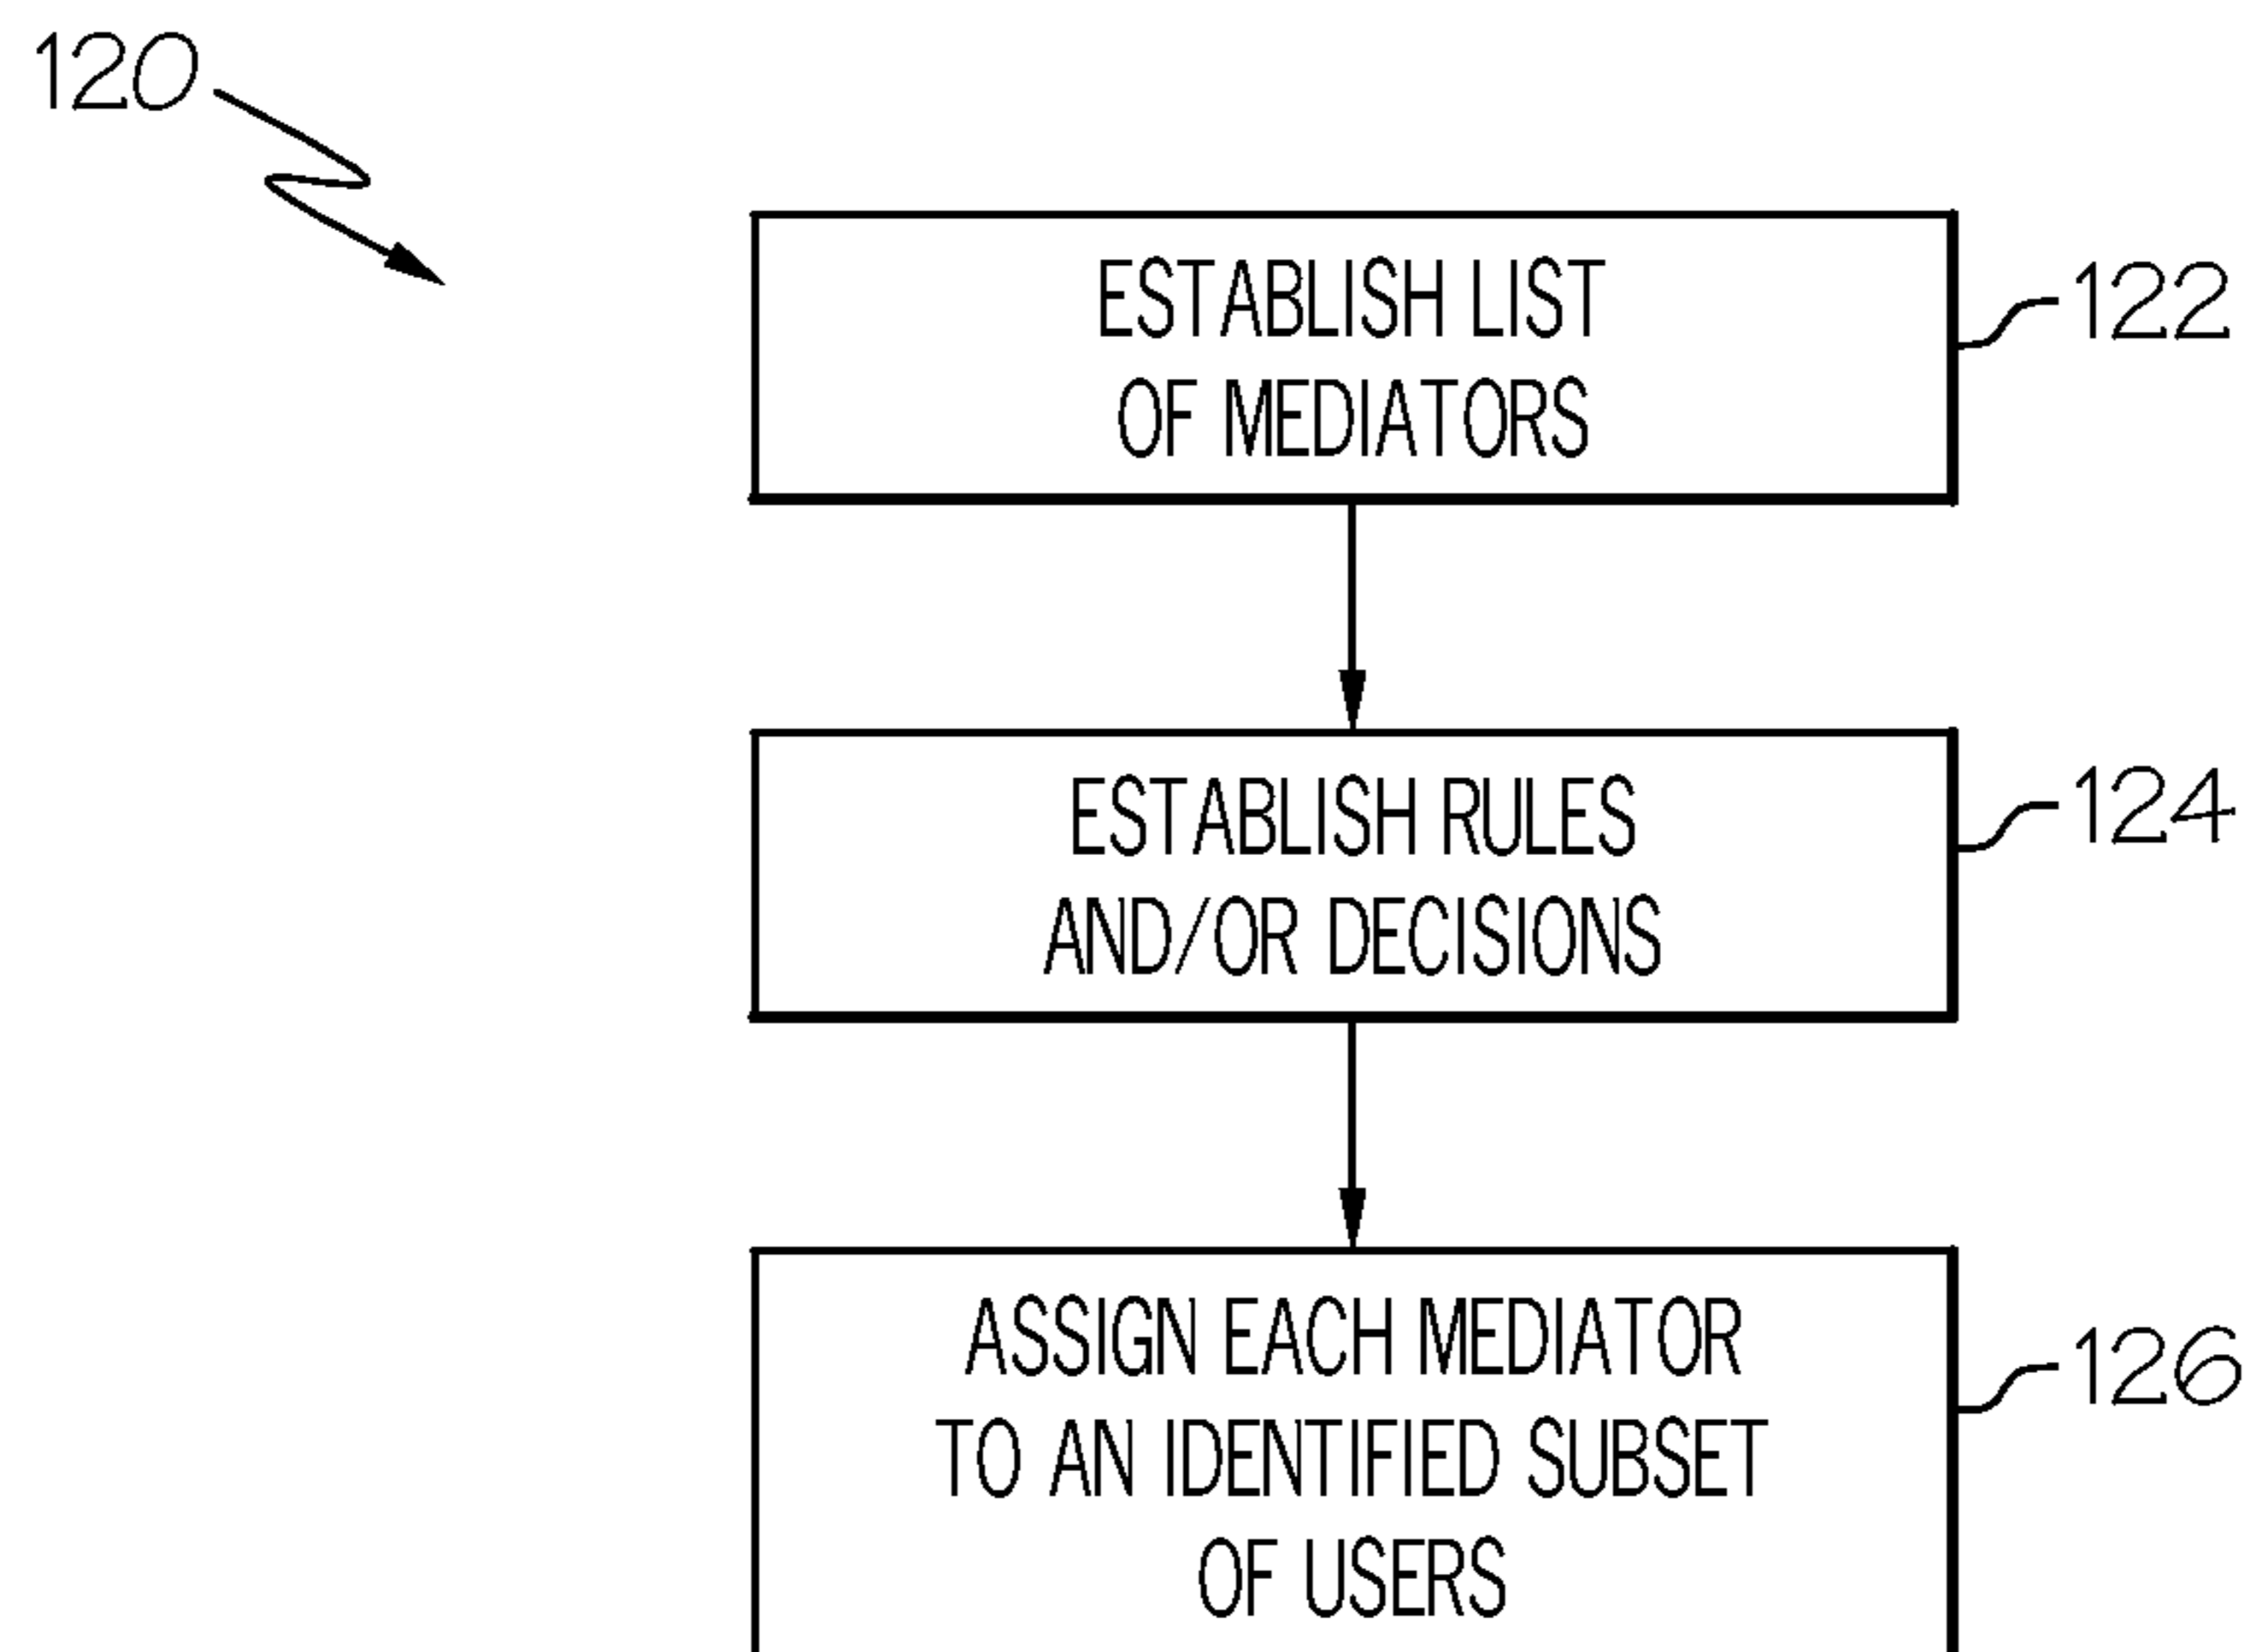 120
ESTABLISH LIST
OF MEDIATORS
122
ESTABLISH RULES
AND/OR DECISIONS
124
ASSIGN EACH MEDIATOR
TO AN IDENTIFIED SUBSET
OF USERS
126